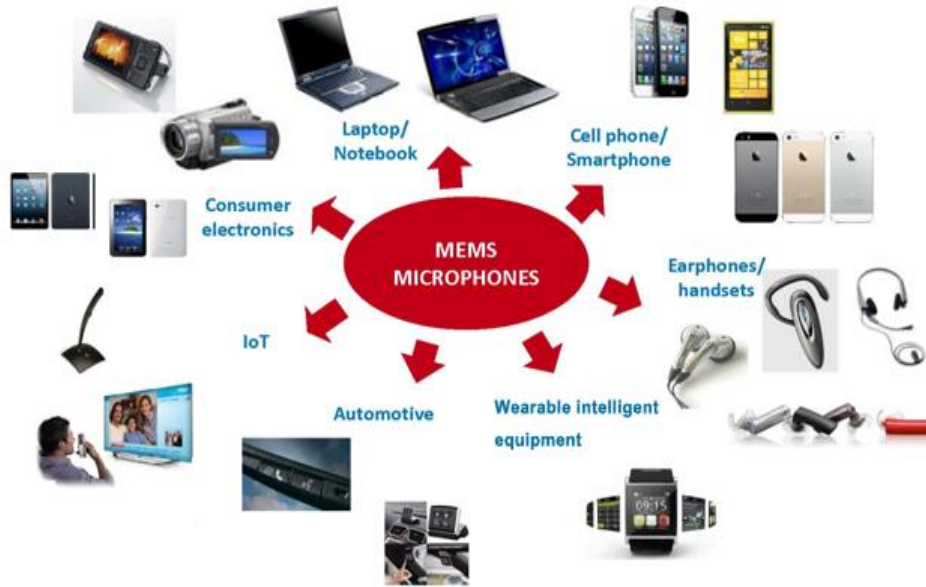 Laptop/
Notebook
Cell phone/
Smartphone
Consumer
electronics
MEMS
MICROPHONES
Earphones/
handsets
IoT
Automotive
Wearable intelligent
equipment
09:15